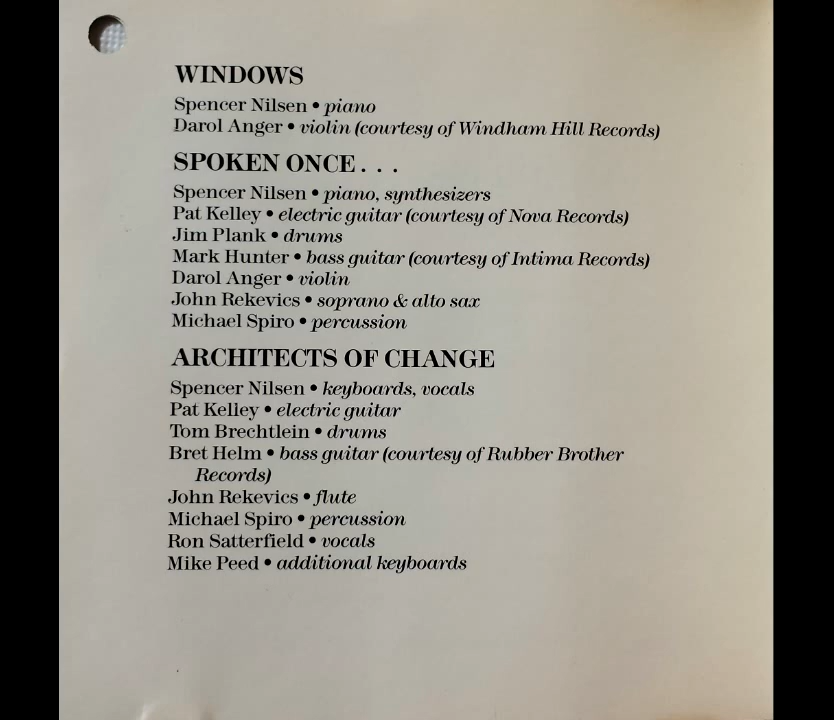 WINDOWS
Spencer Nilsen • piano
Darol Anger • violin (courtesy of Windham Hill Records)
SPOKEN ONCE . . .
Spencer Nilsen • piano, synthesizers
Pat Kelley • electric guitar (courtesy of Nova Records)
Jim Plank • drums
Mark Hunter • bass guitar (courtesy of Intima Records)
Darol Anger • violin
John Rekevics • soprano & alto sax
Michael Spiro • percussion
ARCHITECTS OF CHANGE
Spencer Nilsen • keyboards, vocals
Pat Kelley • electric guitar
Tom Brechtlein • drums
Bret Helm • bass guitar (courtesy of Rubber Brother
Records)
John Rekevics • flute
Michael Spiro • percussion
Ron Satterfield • vocals
Mike Peed • additional keyboards